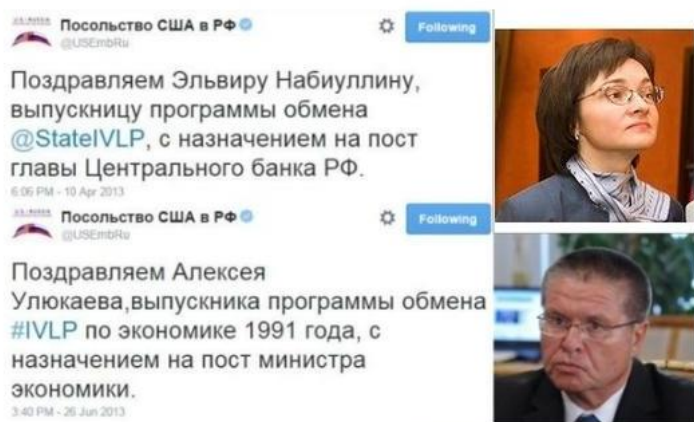 Посольство США в РФ
@USEmbRu
Following
Поздравляем Эльвиру Набиуллину,
выпускницу программы обмена
@StateIVLP, с назначением на пост
главы Центрального банка РФ.
6:06 PM - 10 Apr 2013
Посольство США в РФ
@USEmbRu
Following
Поздравляем Алексея
Улюкаева,выпускника программы обмена
#IVLP по экономике 1991 года, с
назначением на пост министра
экономики.
3:40 PM - 26 Jun 2013